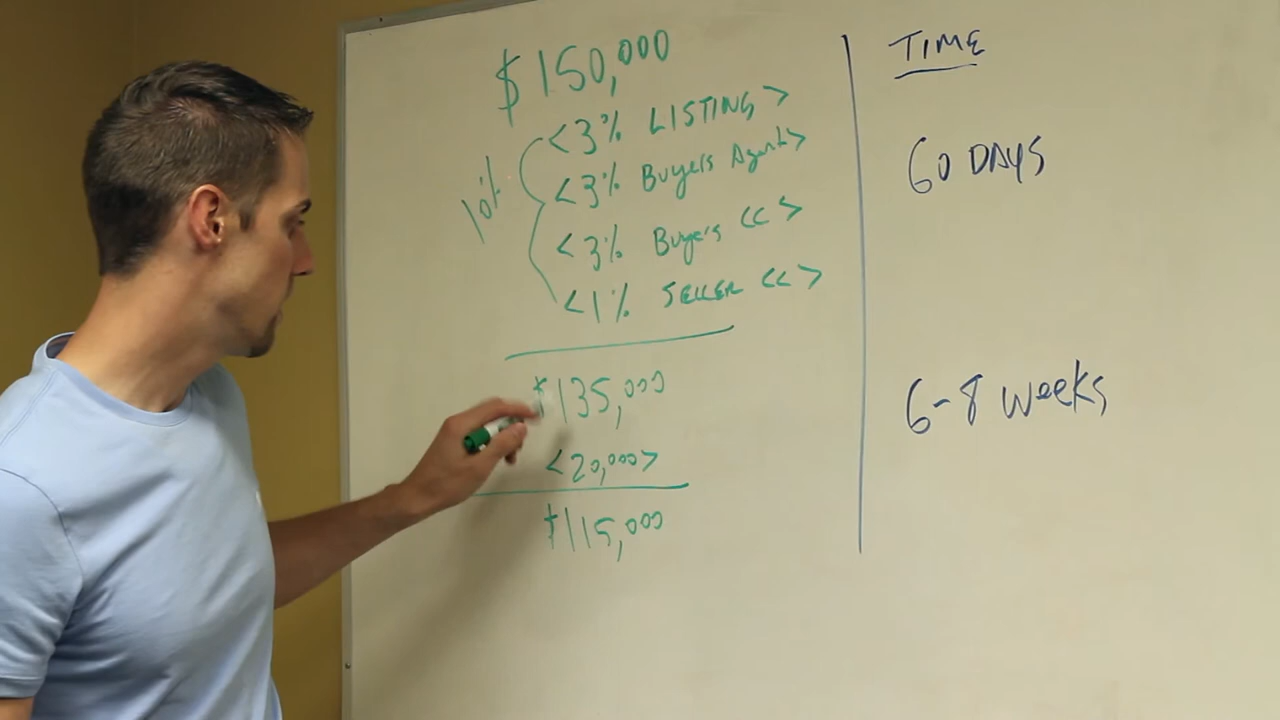 $150,000
<3% LISTING>
<3% Buyers Agent>
10%
<3% Buyers CC>
<1% SELLER CC>
$135,000
<20,000>
$115,000
TIME
60 DAYS
6-8 weeks